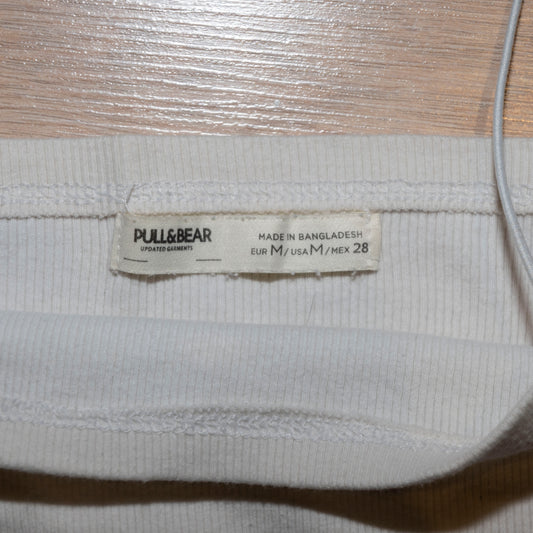 PULL&BEAR
UPDATED GARMENTS
MADE IN BANGLADESH
EUR M/USA M/MEX 28